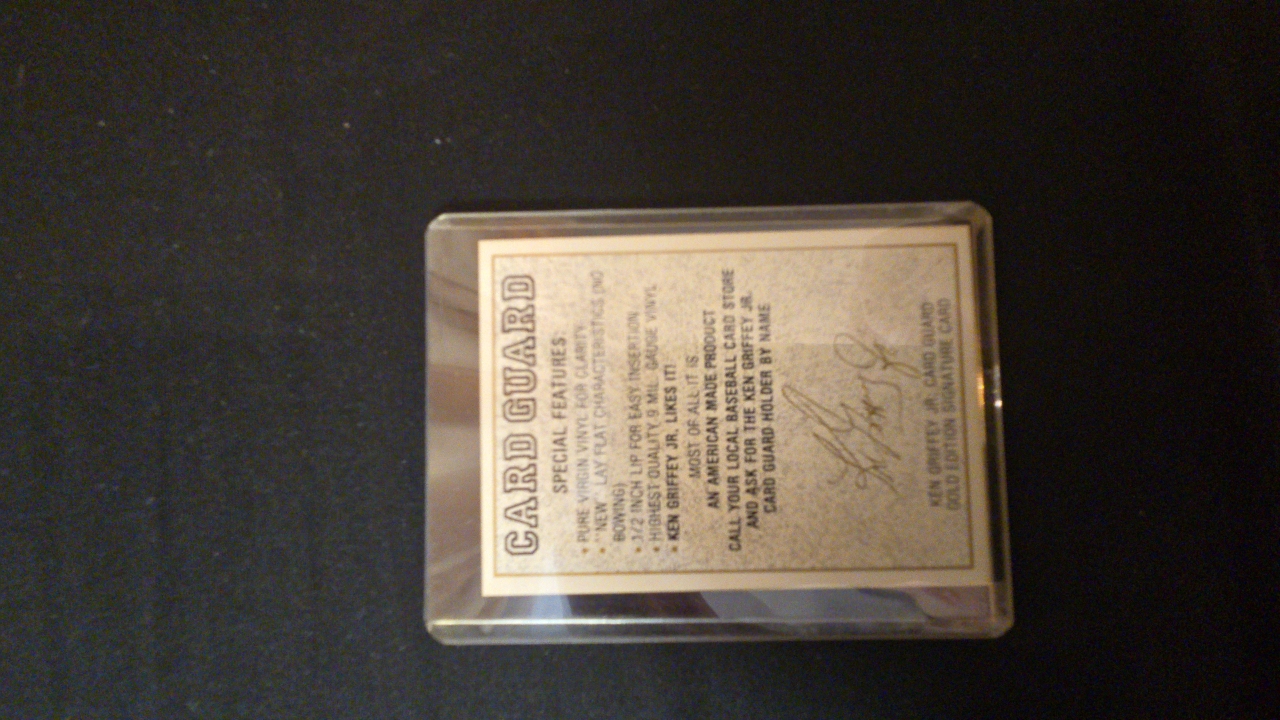 CARD GUARD
SPECIAL FEATURES:
• PURE VIRGIN VINYL FOR CLARITY
• "NEW" LAY FLAT CHARACTERISTICS (NO
BOWING)
• 1/2 INCH LIP FOR EASY INSERTION
• HIGHEST QUALITY 9 MIL. GAUGE VINYL
• KEN GRIFFEY JR. LIKES IT!
MOST OF ALL IT IS
AN AMERICAN MADE PRODUCT
CALL YOUR LOCAL BASEBALL CARD STORE
AND ASK FOR THE KEN GRIFFEY JR.
CARD GUARD HOLDER BY NAME
Ken Griffey Jr
KEN GRIFFEY JR. CARD GUARD
GOLD EDITION SIGNATURE CARD